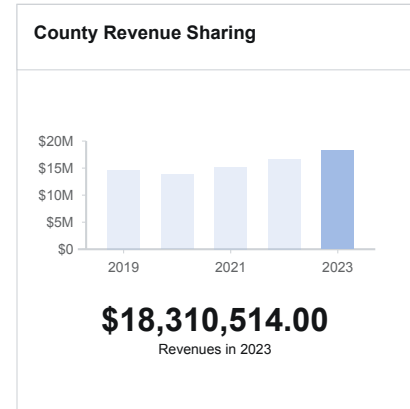 County Revenue Sharing
$20M
$15M
$10M
$5M
$0
2019 2021 2023
$18,310,514.00
Revenues in 2023